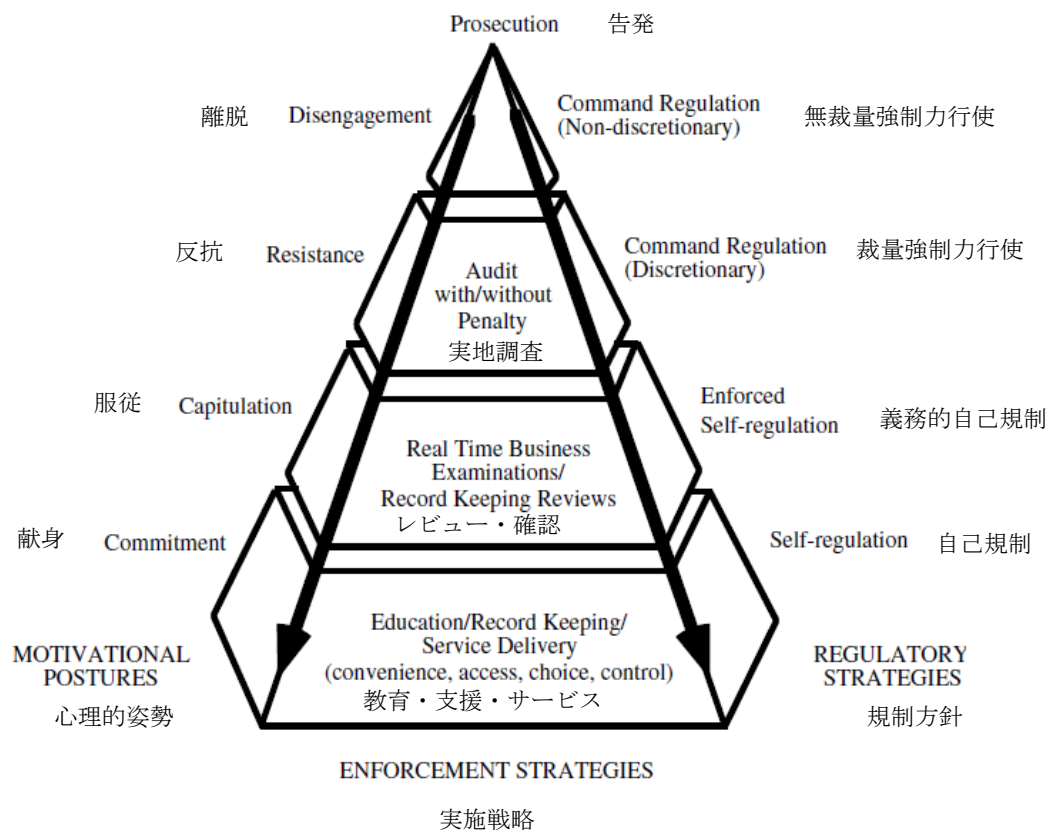 Prosecution 告発
離脱 Disengagement
Command Regulation
(Non-discretionary)
無裁量強制力行使
反抗 Resistance
Command Regulation
(Discretionary)
裁量強制力行使
Audit
with/without
Penalty
実地調査
服従 Capitulation
Enforced
Self-regulation
義務的自己規制
Real Time Business
Examinations/
Record Keeping Reviews
レビュー・確認
献身 Commitment
Self-regulation 自己規制
Education/Record Keeping/
Service Delivery
(convenience, access, choice, control)
教育・支援・サービス
MOTIVATIONAL
POSTURES
心理的姿勢
REGULATORY
STRATEGIES
規制方針
ENFORCEMENT STRATEGIES
実施戦略